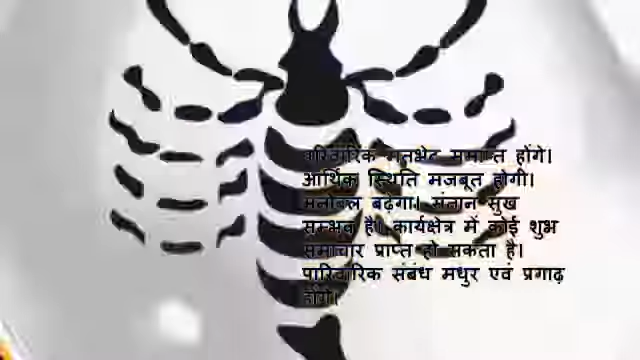 पारिवारिक मतभेद समाप्त होंगे।
आर्थिक स्थिति मजबूत होगी।
मनोबल बढ़ेगा। संतान सुख
सम्भव है। कार्यक्षेत्र में कोई शुभ
समाचार प्राप्त हो सकता है।
पारिवारिक संबंध मधुर एवं प्रगाढ़
होंगे।